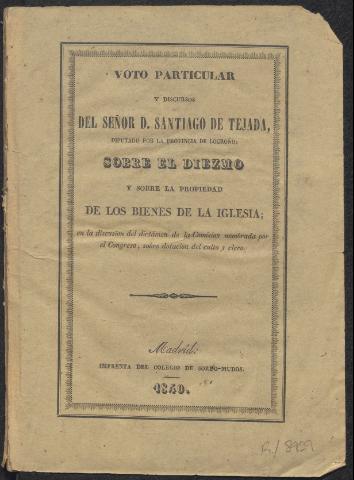 VOTO PARTICULAR
Y DISCURSOS
DEL SEÑOR D. SANTIAGO DE TEJADA,
DIPUTADO POR LA PROVINCIA DE LOGROÑO;
SOBRE EL DIEZMO
Y SOBRE LA PROPIEDAD
DE LOS BIENES DE LA IGLESIA;
en la discusion del dictámen de la Comision nombrada por
el Congreso, sobre dotacion del culto y clero.
Madrid:
IMPRENTA DEL COLEGIO DE SORDO-MUDOS.
1840.